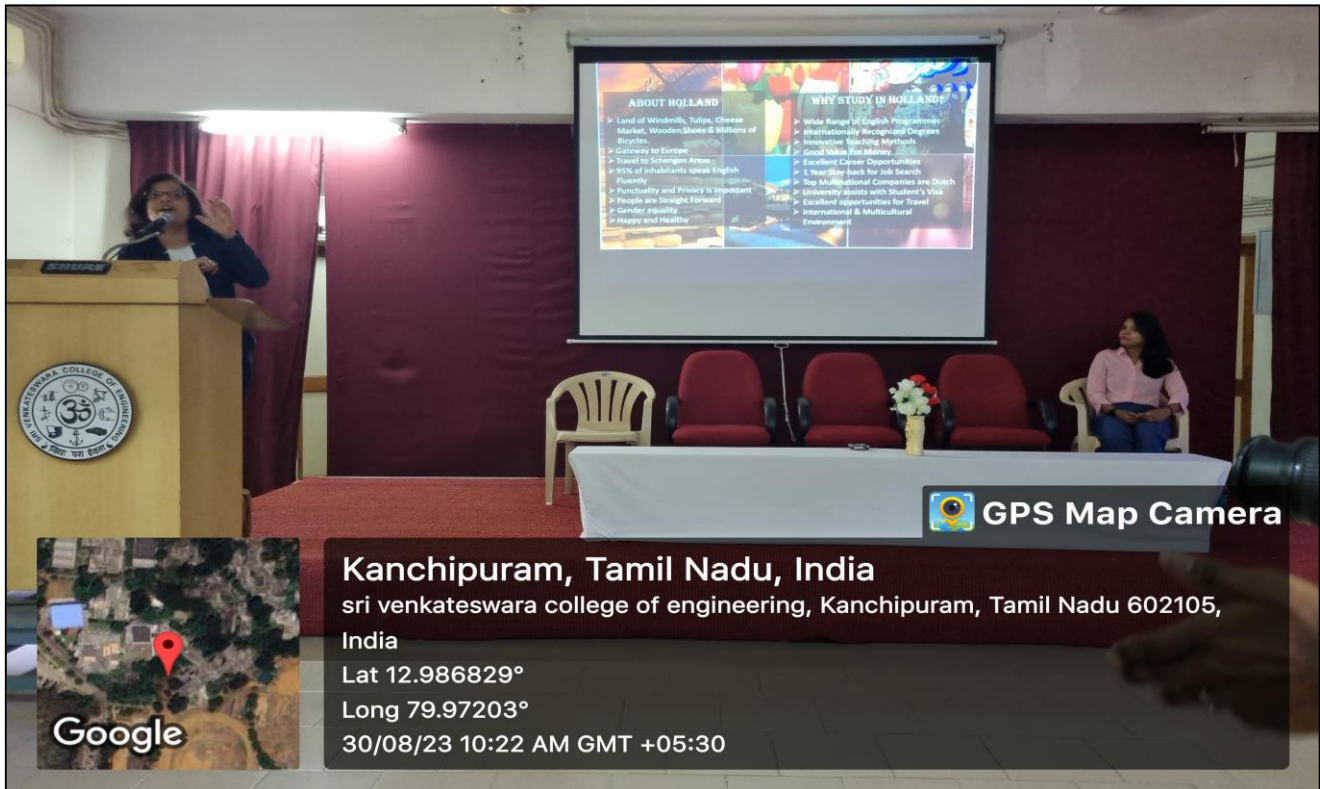 ABOUT HOLLAND
➢ Land of Windmills, Tulips, Cheese
Market, Wooden Shoes & Millions of
Bicycles.
➢ Gateway to Europe
➢ Travel to Schengen Areas
➢ 95% of inhabitants speak English
Fluently
➢ Punctuality and Privacy is important
➢ People are Straight Forward
➢ Gender equality
➢ Happy and Healthy
WHY STUDY IN HOLLAND?
➢ Wide Range of English Programmes
➢ Internationally Recognized Degrees
➢ Innovative Teaching Methods
➢ Good Value For Money
➢ Excellent Career Opportunities
➢ 1 Year Stay-back for Job Search
➢ Top Multinational Companies are Dutch
➢ University assists with Student's Visa
➢ Excellent opportunities for Travel
➢ International & Multicultural
Environment
SHURE
SRI VENKATESWARA COLLEGE OF ENGINEERING
ॐ
विद्या परा देवता
GPS Map Camera
Kanchipuram, Tamil Nadu, India
sri venkateswara college of engineering, Kanchipuram, Tamil Nadu 602105,
India
Lat 12.986829°
Long 79.97203°
30/08/23 10:22 AM GMT +05:30
Google